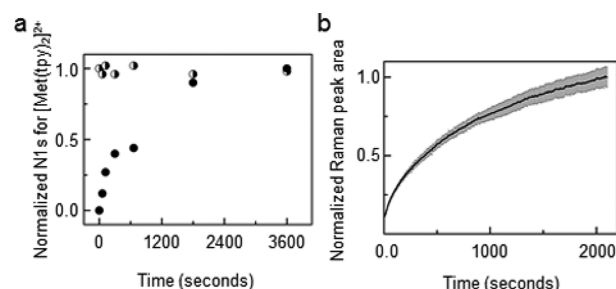 a
Normalized N1s for [Met(tpy)₂]²⁺
1.0
0.5
0.0
0
1200
2400
3600
Time (seconds)
b
Normalized Raman peak area
1.0
0.5
0.0
1000
2000
Time (seconds)